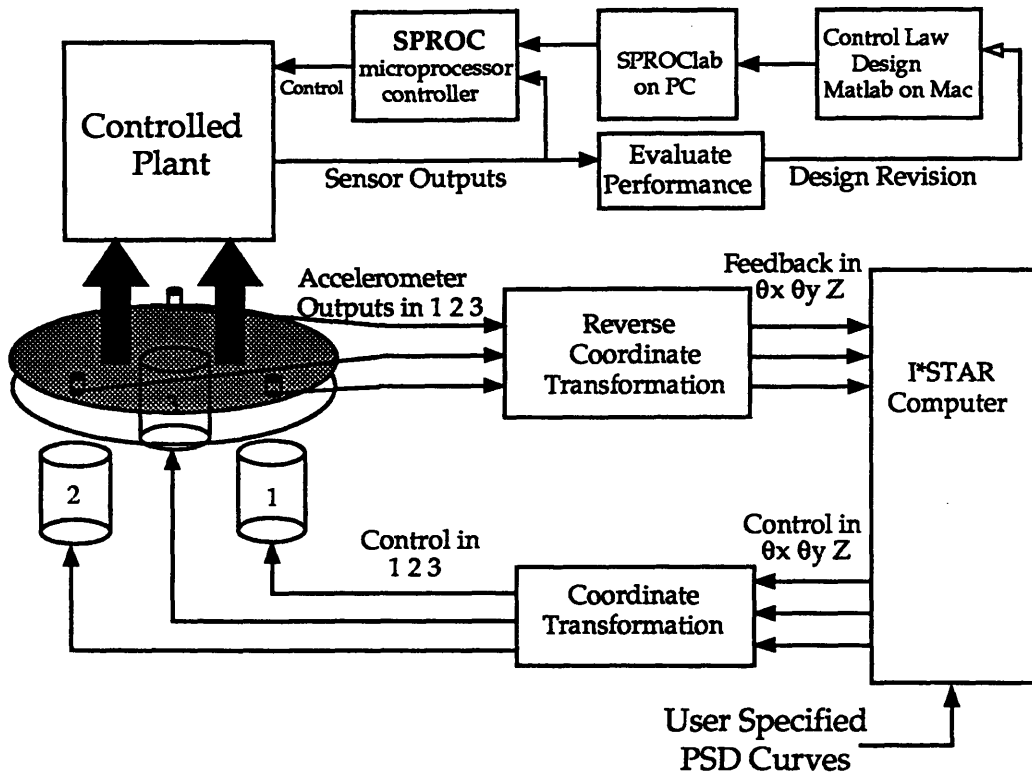 SPROC
microprocessor
controller
Control
SPROClab
on PC
Control Law
Design
Matlab on Mac
Controlled
Plant
Sensor Outputs
Evaluate
Performance
Design Revision
Accelerometer
Outputs in 1 2 3
Reverse
Coordinate
Transformation
Feedback in
θx θy Z
I*STAR
Computer
2
1
Control in
1 2 3
Coordinate
Transformation
Control in
θx θy Z
User Specified
PSD Curves